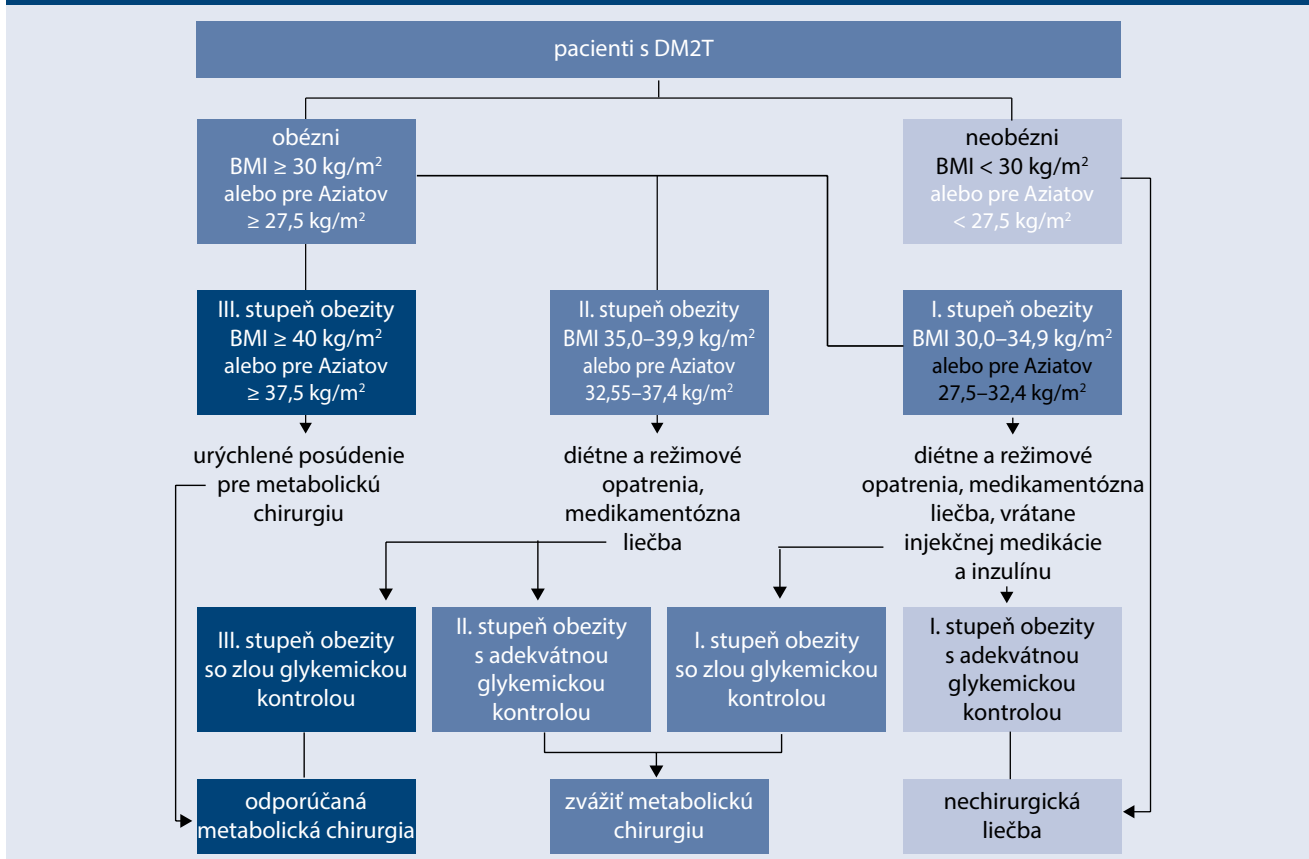 pacienti s DM2T
obézni
BMI ≥ 30 kg/m²
alebo pre Aziatov
≥ 27,5 kg/m²
neobézni
BMI < 30 kg/m²
alebo pre Aziatov
< 27,5 kg/m²
III. stupeň obezity
BMI ≥ 40 kg/m²
alebo pre Aziatov
≥ 37,5 kg/m²
II. stupeň obezity
BMI 35,0–39,9 kg/m²
alebo pre Aziatov
32,55–37,4 kg/m²
I. stupeň obezity
BMI 30,0–34,9 kg/m²
alebo pre Aziatov
27,5–32,4 kg/m²
urýchlené posúdenie
pre metabolickú
chirurgiu
diétne a režimové
opatrenia,
medikamentózna
liečba
diétne a režimové
opatrenia, medikamentózna
liečba, vrátane
injekčnej medikácie
a inzulínu
III. stupeň obezity
so zlou glykemickou
kontrolou
II. stupeň obezity
s adekvátnou
glykemickou
kontrolou
I. stupeň obezity
so zlou glykemickou
kontrolou
I. stupeň obezity
s adekvátnou
glykemickou
kontrolou
odporúčaná
metabolická chirurgia
zvážiť metabolickú
chirurgiu
nechirurgická
liečba